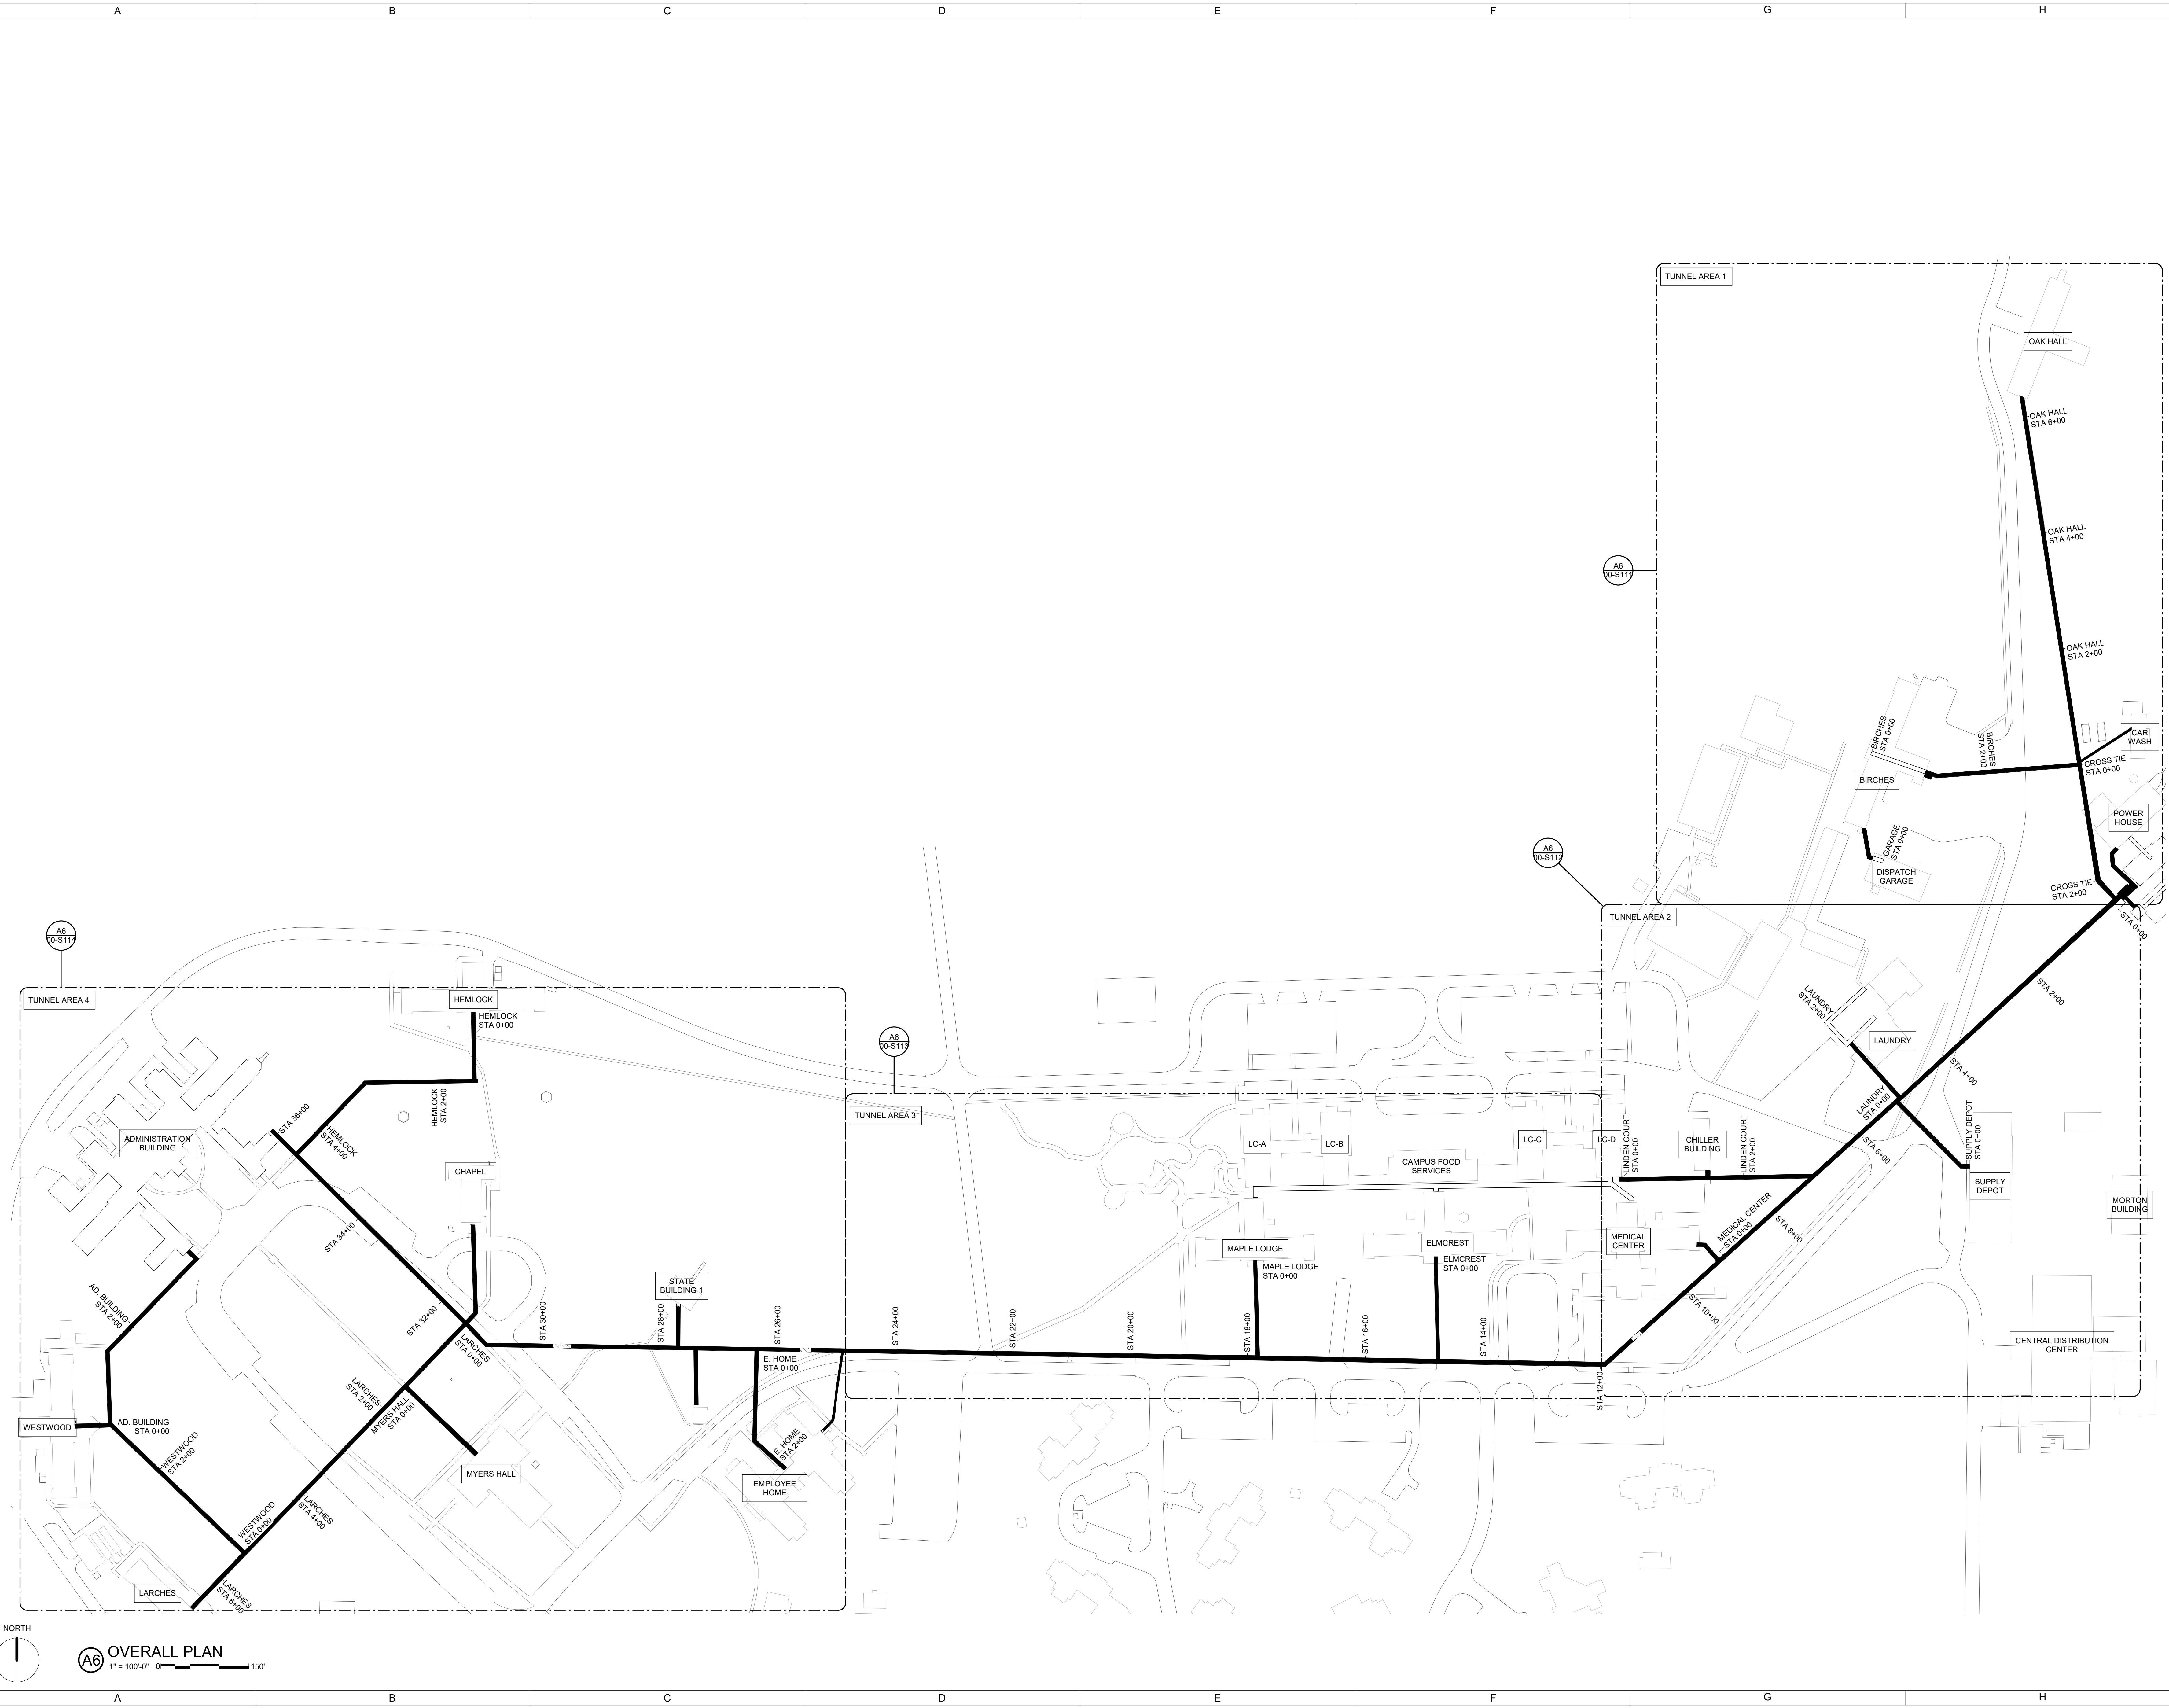 A B C D E F G H
TUNNEL AREA 1
OAK HALL
OAK HALL
STA 6+00
OAK HALL
STA 4+00
A6
00-S111
OAK HALL
STA 2+00
BIRCHES
STA 0+00
BIRCHES
STA 2+00
CAR
WASH
CROSS TIE
STA 0+00
BIRCHES
POWER
HOUSE
GARAGE
STA 0+00
A6
00-S112
DISPATCH
GARAGE
CROSS TIE
STA 2+00
TUNNEL AREA 2
STA 0+00
A6
00-S114
STA 2+00
TUNNEL AREA 4
HEMLOCK
HEMLOCK
STA 0+00
LAUNDRY
STA 2+00
A6
00-S113
LAUNDRY
STA 4+00
HEMLOCK
STA 2+00
LAUNDRY
STA 0+00
TUNNEL AREA 3
STA 36+00
HEMLOCK
STA 4+00
ADMINISTRATION
BUILDING
LC-A
LC-B
LC-C
LC-D
LINDEN COURT
STA 0+00
CHILLER
BUILDING
LINDEN COURT
STA 2+00
STA 6+00
SUPPLY DEPOT
STA 0+00
CHAPEL
CAMPUS FOOD
SERVICES
SUPPLY
DEPOT
MORTON
BUILDING
MEDICAL CENTER
STA 0+00
STA 8+00
STA 34+00
MAPLE LODGE
ELMCREST
MEDICAL
CENTER
MAPLE LODGE
STA 0+00
ELMCREST
STA 0+00
STATE
BUILDING 1
AD. BUILDING
STA 2+00
STA 32+00
STA 30+00
STA 28+00
STA 26+00
STA 24+00
STA 22+00
STA 20+00
STA 18+00
STA 16+00
STA 14+00
STA 12+00
STA 10+00
CENTRAL DISTRIBUTION
CENTER
LARCHES
STA 0+00
E. HOME
STA 0+00
LARCHES
STA 2+00
MYERS HALL
STA 0+00
WESTWOOD
AD. BUILDING
STA 0+00
WESTWOOD
STA 2+00
E. HOME
STA 2+00
MYERS HALL
EMPLOYEE
HOME
WESTWOOD
STA 0+00
LARCHES
STA 4+00
LARCHES
LARCHES
STA 6+00
NORTH
A6 OVERALL PLAN
1" = 100'-0" 0 150'
A B C D E F G H